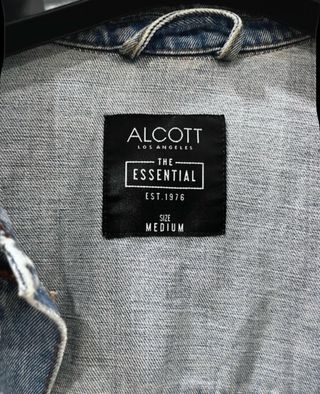 ALCOTT
LOS ANGELES
THE
ESSENTIAL
EST.1976
SIZE
MEDIUM